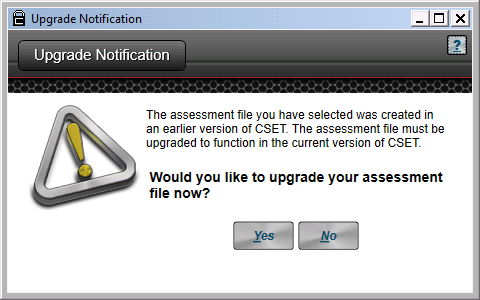 Upgrade Notification
Upgrade Notification
?
The assessment file you have selected was created in
an earlier version of CSET. The assessment file must be
upgraded to function in the current version of CSET.
Would you like to upgrade your assessment
file now?
Yes No